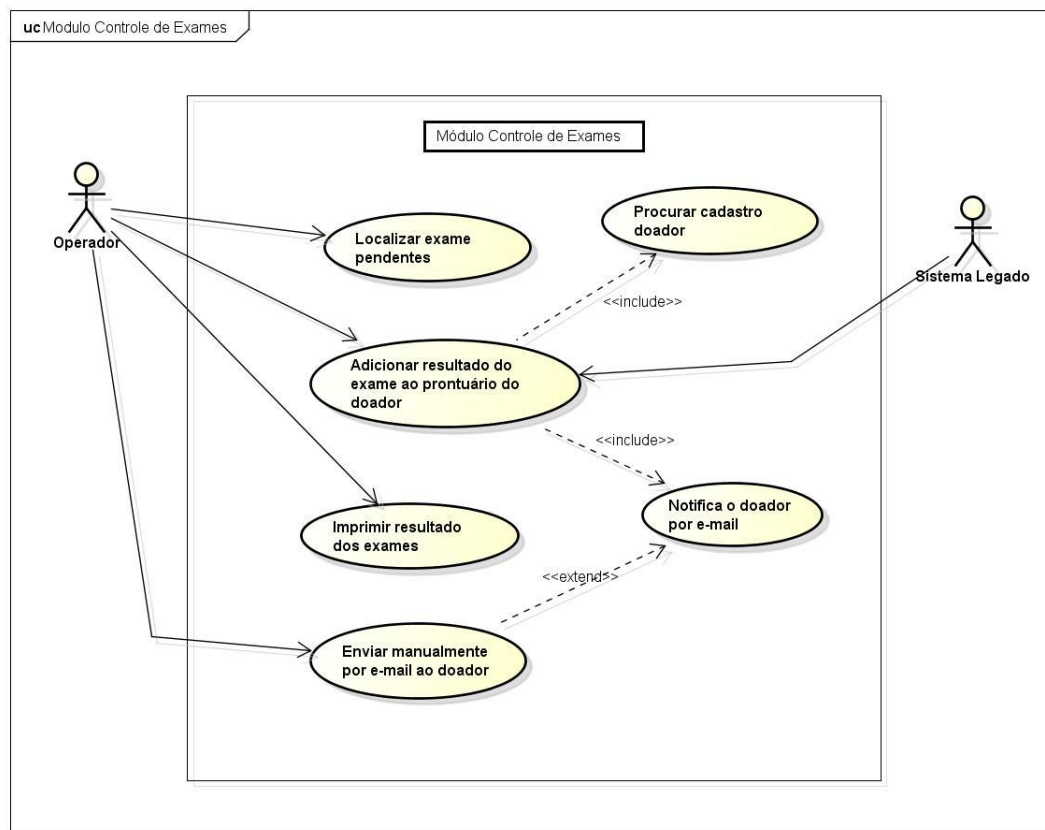 uc Modulo Controle de Exames
Módulo Controle de Exames
Operador
Localizar exame
pendentes
Procurar cadastro
doador
Sistema Legado
<<include>>
Adicionar resultado do
exame ao prontuário do
doador
<<include>>
Notifica o doador
por e-mail
Imprimir resultado
dos exames
<<extend>>
Enviar manualmente
por e-mail ao doador